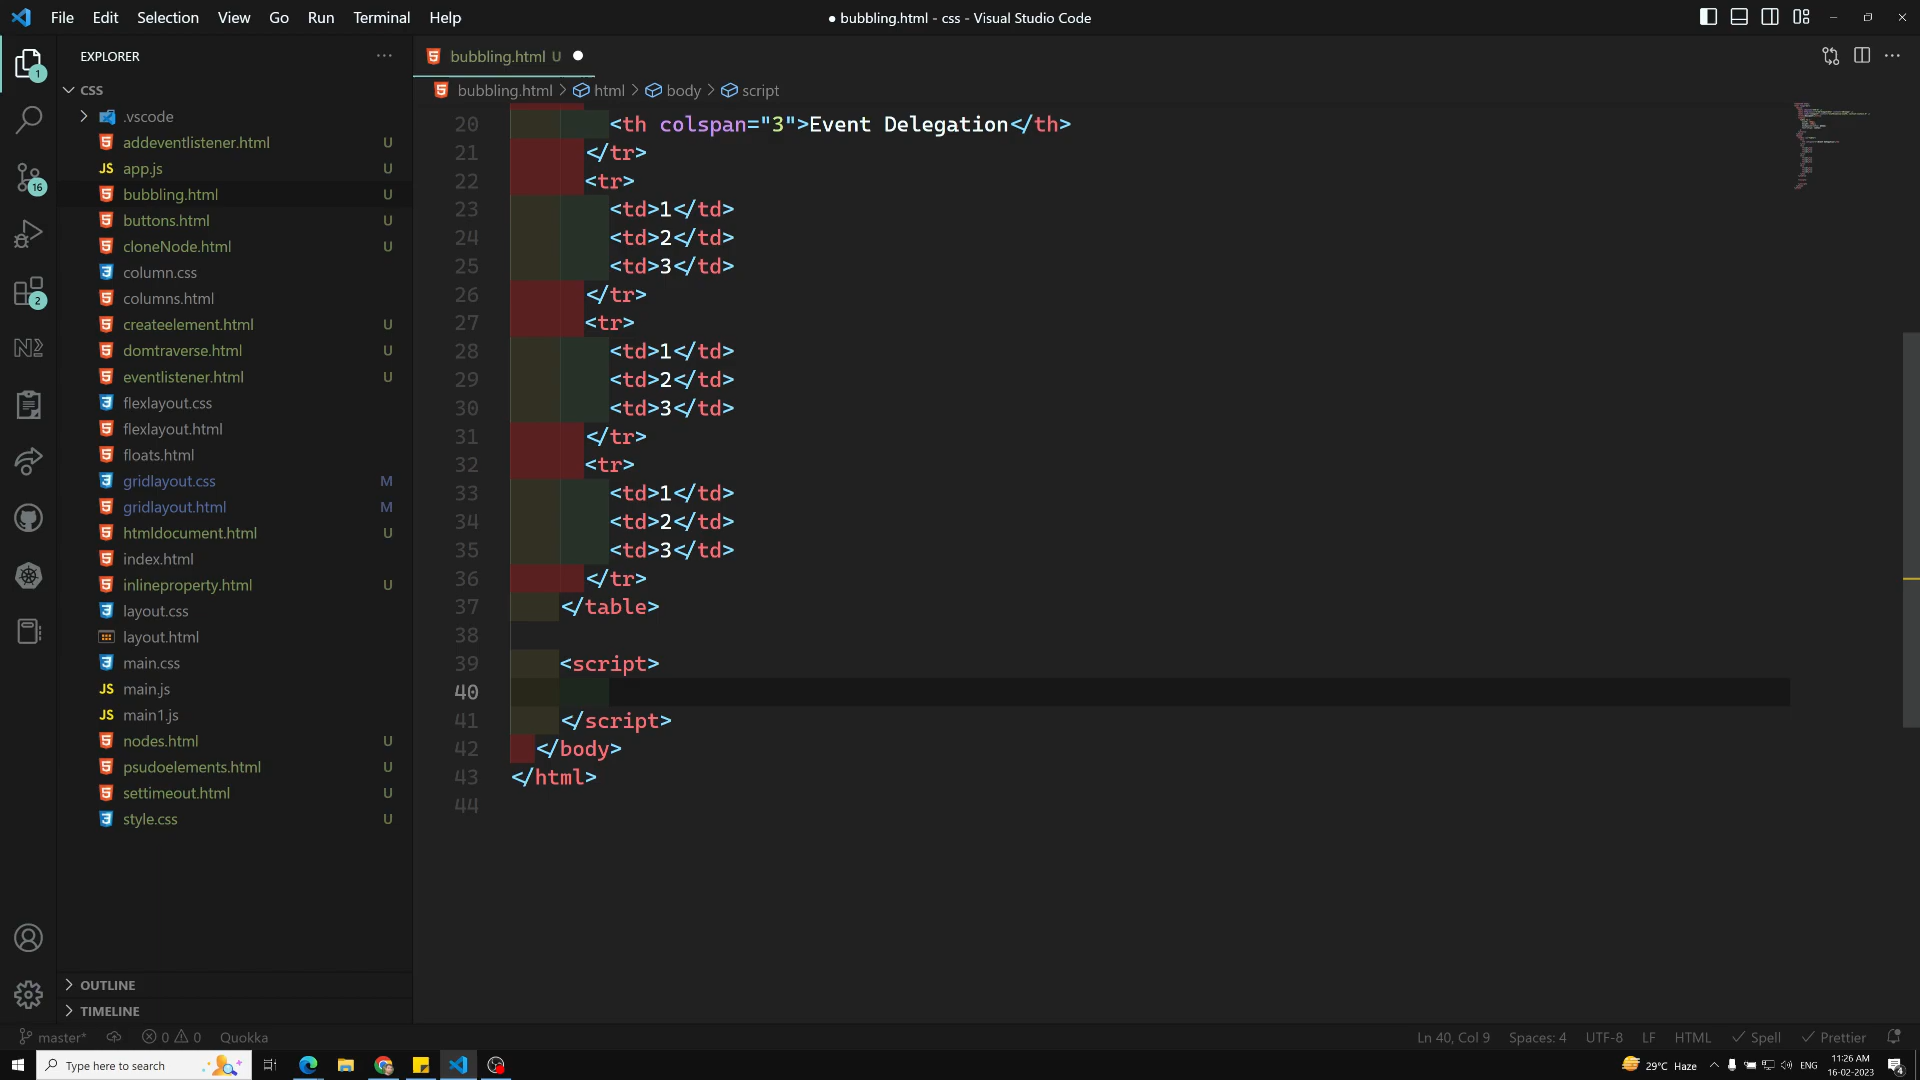 File Edit Selection View Go Run Terminal Help
● bubbling.html - css - Visual Studio Code
EXPLORER
bubbling.html U
CSS
bubbling.html > html > body > script
.vscode
addeventlistener.html U
JS app.js U
bubbling.html U
buttons.html U
cloneNode.html U
column.css
columns.html
createelement.html U
domtraverse.html U
eventlistener.html U
flexlayout.css
flexlayout.html
floats.html
gridlayout.css M
gridlayout.html M
htmldocument.html U
index.html
inlineproperty.html U
layout.css
layout.html
main.css
JS main.js
JS main1.js
nodes.html U
psudoelements.html U
settimeout.html U
style.css U
OUTLINE
TIMELINE
1
16
2
20 <th colspan="3">Event Delegation</th>
21 </tr>
22 <tr>
23 <td>1</td>
24 <td>2</td>
25 <td>3</td>
26 </tr>
27 <tr>
28 <td>1</td>
29 <td>2</td>
30 <td>3</td>
31 </tr>
32 <tr>
33 <td>1</td>
34 <td>2</td>
35 <td>3</td>
36 </tr>
37 </table>
38
39 <script>
40
41 </script>
42 </body>
43 </html>
44
master* 0 0 Quokka
Ln 40, Col 9 Spaces: 4 UTF-8 LF HTML Spell Prettier
Type here to search
29°C Haze ENG
11:26 AM
16-02-2023
4